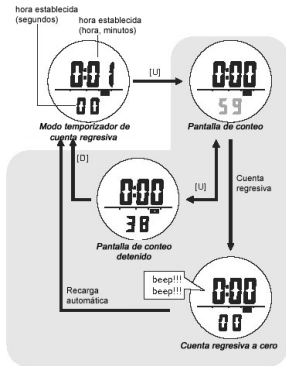 hora establecida
(segundos)
hora establecida
(hora, minutos)
0:01
00
Modo temporizador de
cuenta regresiva
[U]
0:00
59
Pantalla de conteo
[D]
0:00
38
Pantalla de conteo
detenido
[U]
Cuenta
regresiva
Recarga
automática
beep!!!
beep!!!
0:00
00
Cuenta regresiva a cero